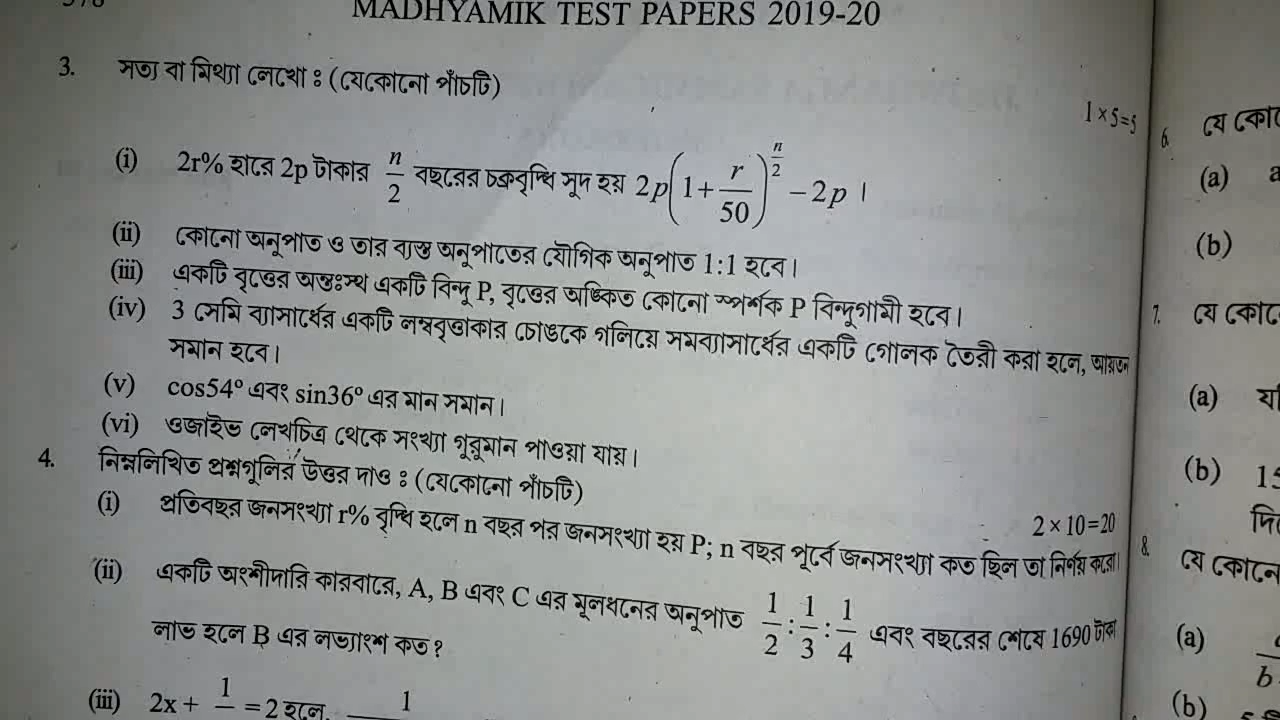 MADHYAMIK TEST PAPERS 2019-20
3. সত্য বা মিথ্যা লেখো ঃ (যেকোনো পাঁচটি)
1×5=5
(i) 2r% হারে 2p টাকার n/2 বছরের চক্রবৃদ্ধি সুদ হয় 2p(1+r/50)^(n/2) – 2p ।
(ii) কোনো অনুপাত ও তার ব্যস্ত অনুপাতের যৌগিক অনুপাত 1:1 হবে।
(iii) একটি বৃত্তের অন্তঃস্থ একটি বিন্দু P, বৃত্তের অঙ্কিত কোনো স্পর্শক P বিন্দুগামী হবে।
(iv) 3 সেমি ব্যাসার্ধের একটি লম্ববৃত্তাকার চোঙকে গলিয়ে সমব্যাসার্ধের একটি গোলক তৈরী করা হলে, আয়তন
সমান হবে।
(v) cos54° এবং sin36° এর মান সমান।
(vi) ওজাইভ লেখচিত্র থেকে সংখ্যা গুরুমান পাওয়া যায়।
4. নিম্নলিখিত প্রশ্নগুলির উত্তর দাও ঃ (যেকোনো পাঁচটি)
2×10=20
(i) প্রতিবছর জনসংখ্যা r% বৃদ্ধি হলে n বছর পর জনসংখ্যা হয় P; n বছর পূর্বে জনসংখ্যা কত ছিল তা নির্ণয় করো।
(ii) একটি অংশীদারি কারবারে, A, B এবং C এর মূলধনের অনুপাত 1/2 : 1/3 : 1/4 এবং বছরের শেষে 1690 টাকা
লাভ হলে B এর লভ্যাংশ কত?
(iii) 2x + 1 = 2 হলে, 1
6. যে
(a)
(b)
7. যে
(a)
(b)
8. যে
(a) b
(b)